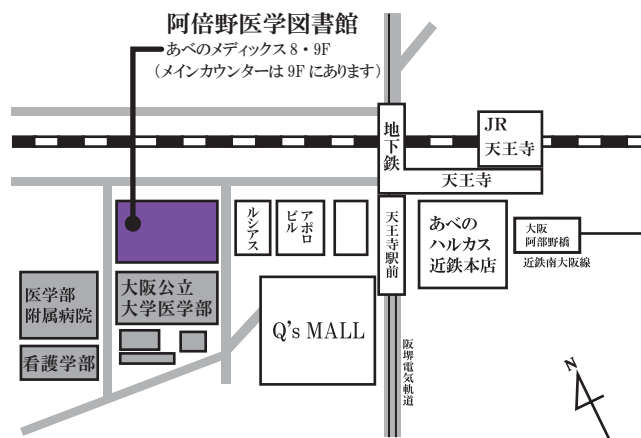 阿倍野医学図書館
あべのメディックス8・9F
(メインカウンターは9Fにあります)
地下鉄
JR
天王寺
天王寺
ルシアス
アポロ
ビル
天王寺駅前
あべの
ハルカス
近鉄本店
大阪
阿部野橋
近鉄南大阪線
医学部
附属病院
大阪公立
大学医学部
看護学部
Q's MALL
阪堺電気軌道
N